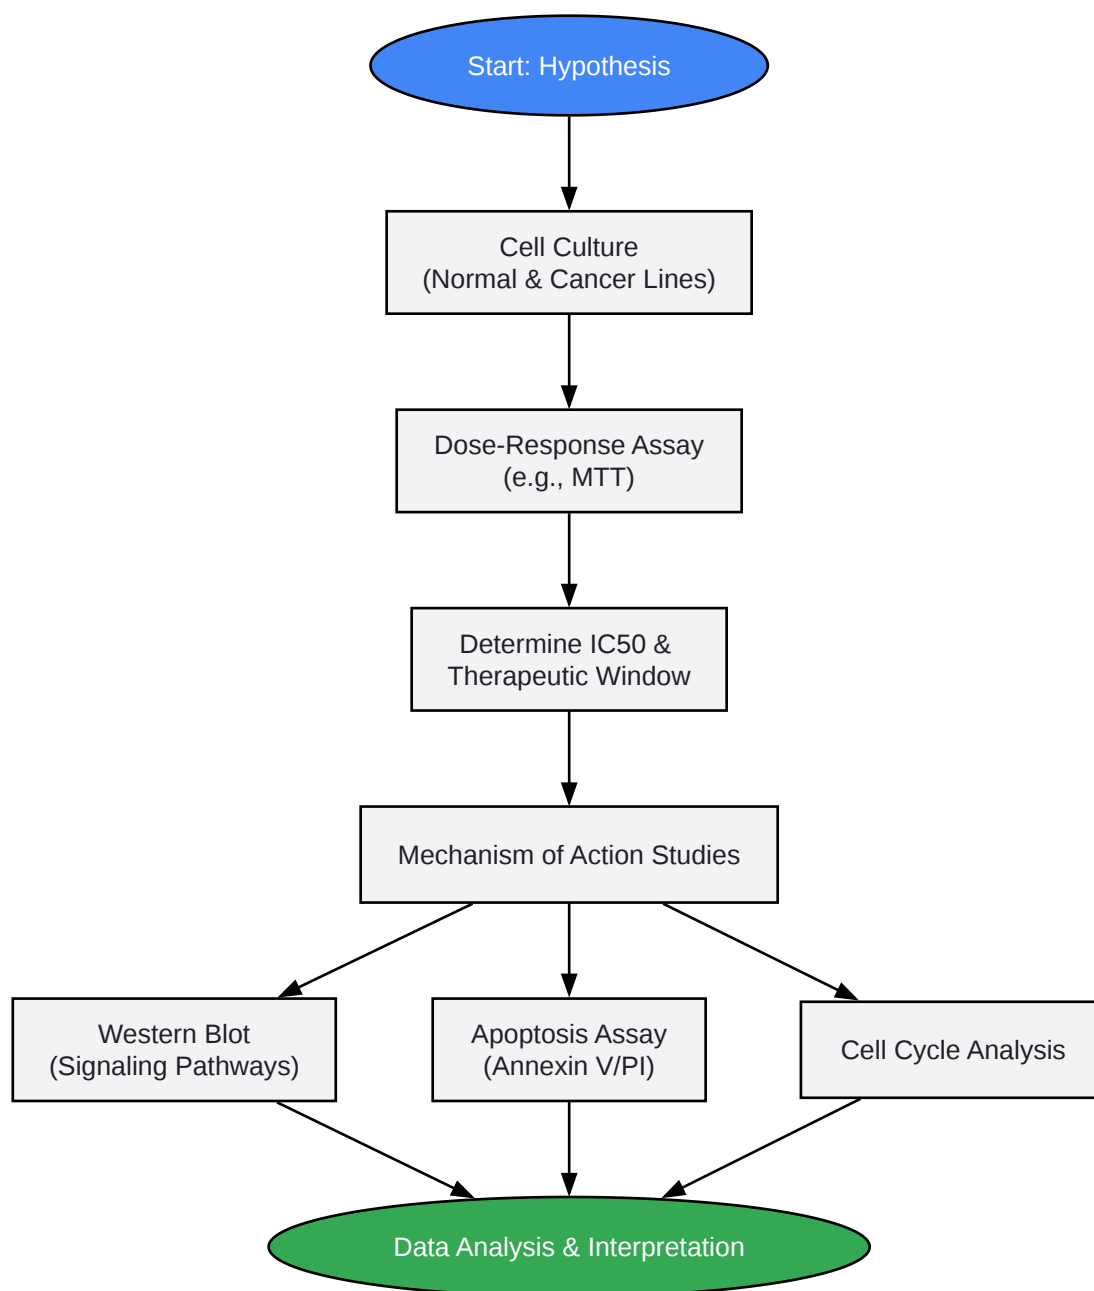 Start: Hypothesis
Cell Culture
(Normal & Cancer Lines)
Dose-Response Assay
(e.g., MTT)
Determine IC50 &
Therapeutic Window
Mechanism of Action Studies
Western Blot
(Signaling Pathways)
Apoptosis Assay
(Annexin V/PI)
Cell Cycle Analysis
Data Analysis & Interpretation